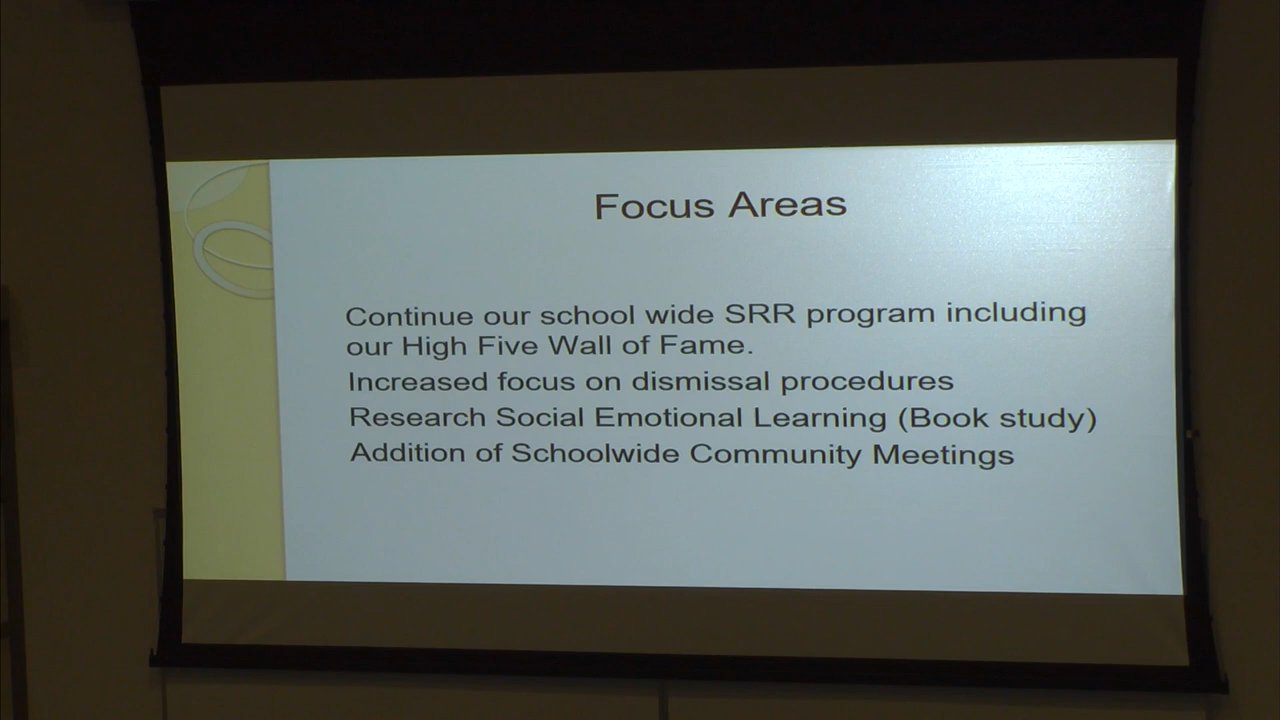 Focus Areas
Continue our school wide SRR program including
our High Five Wall of Fame.
Increased focus on dismissal procedures
Research Social Emotional Learning (Book study)
Addition of Schoolwide Community Meetings